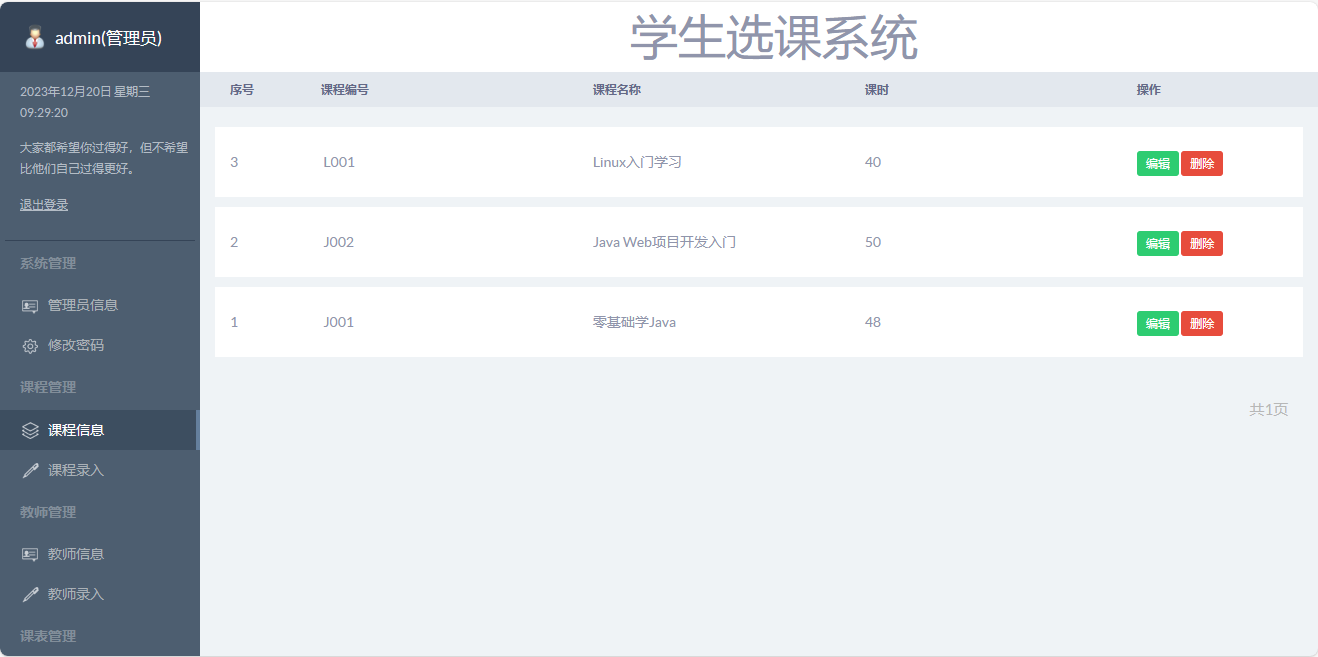 admin(管理员)
2023年12月20日 星期三
09:29:20
大家都希望你过得好，但不希望
比他们自己过得更好。
退出登录
系统管理
管理员信息
修改密码
课程管理
课程信息
课程录入
教师管理
教师信息
教师录入
课表管理
学生选课系统
序号 课程编号 课程名称 课时 操作
3 L001 Linux入门学习 40 编辑 删除
2 J002 Java Web项目开发入门 50 编辑 删除
1 J001 零基础学Java 48 编辑 删除
共1页